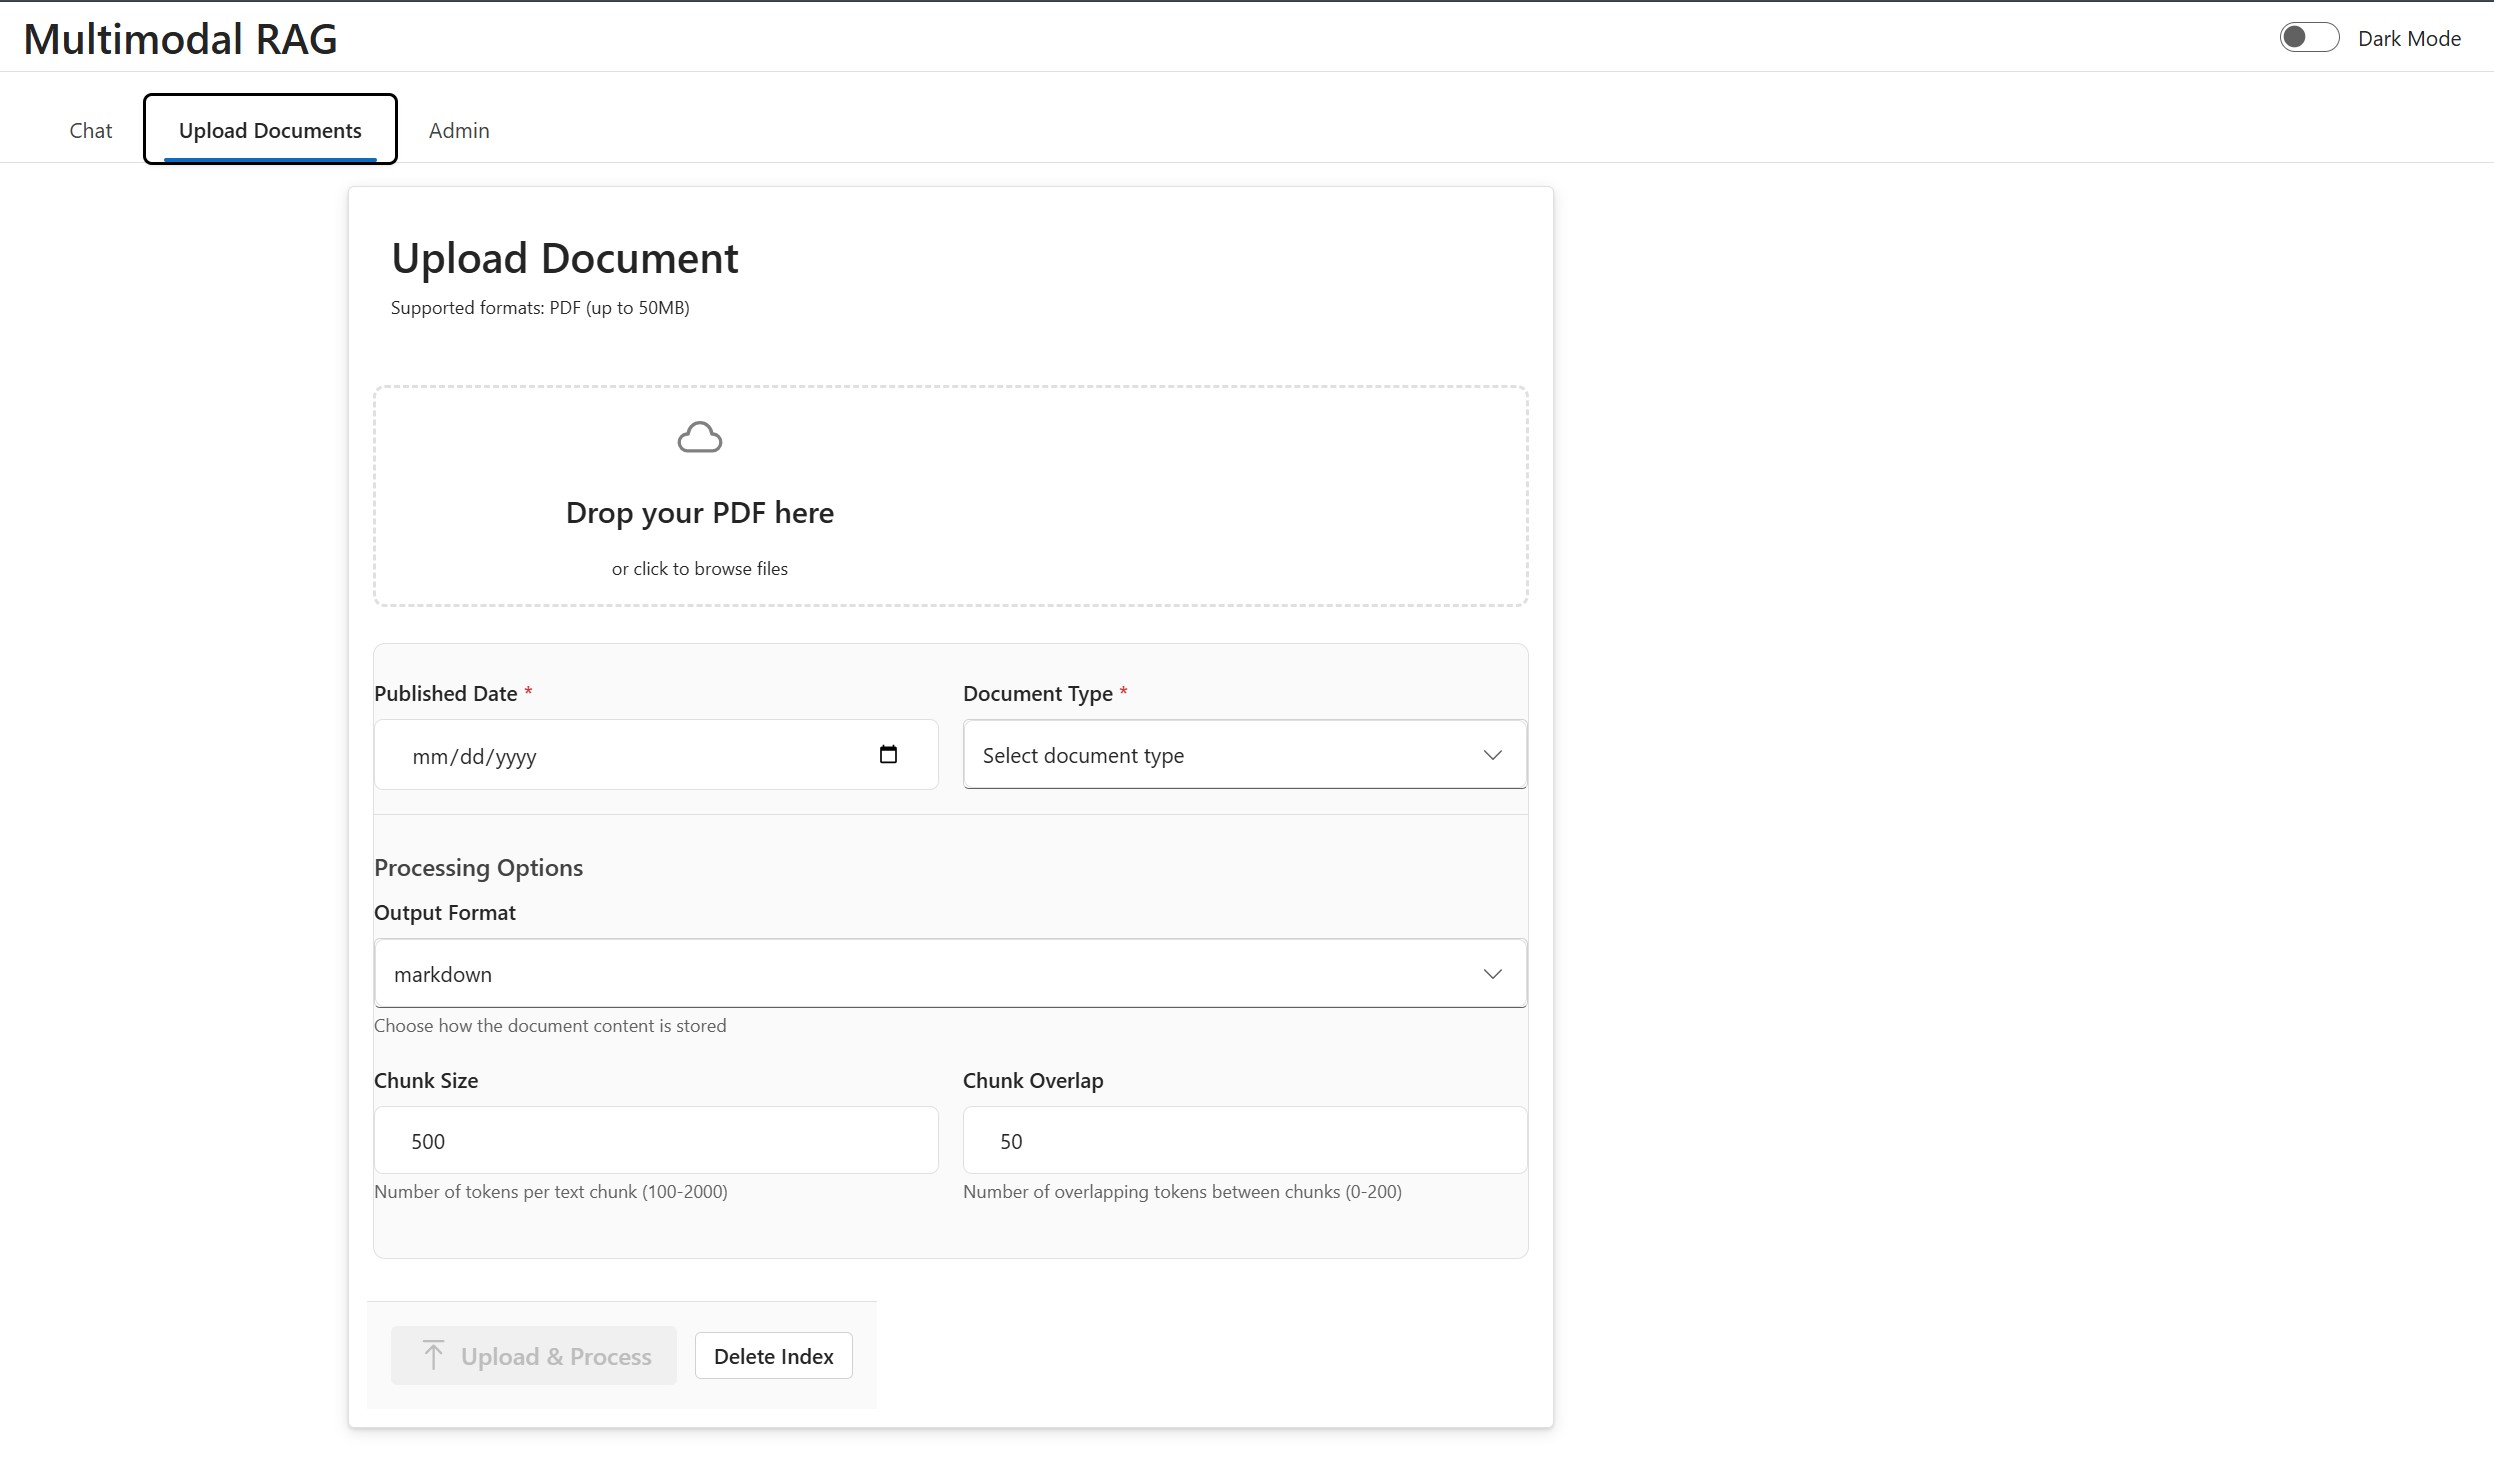 Multimodal RAG
Dark Mode
Chat
Upload Documents
Admin
Upload Document
Supported formats: PDF (up to 50MB)
Drop your PDF here
or click to browse files
Published Date *
Document Type *
mm/dd/yyyy
Select document type
Processing Options
Output Format
markdown
Choose how the document content is stored
Chunk Size
Chunk Overlap
500
50
Number of tokens per text chunk (100-2000)
Number of overlapping tokens between chunks (0-200)
Upload & Process
Delete Index